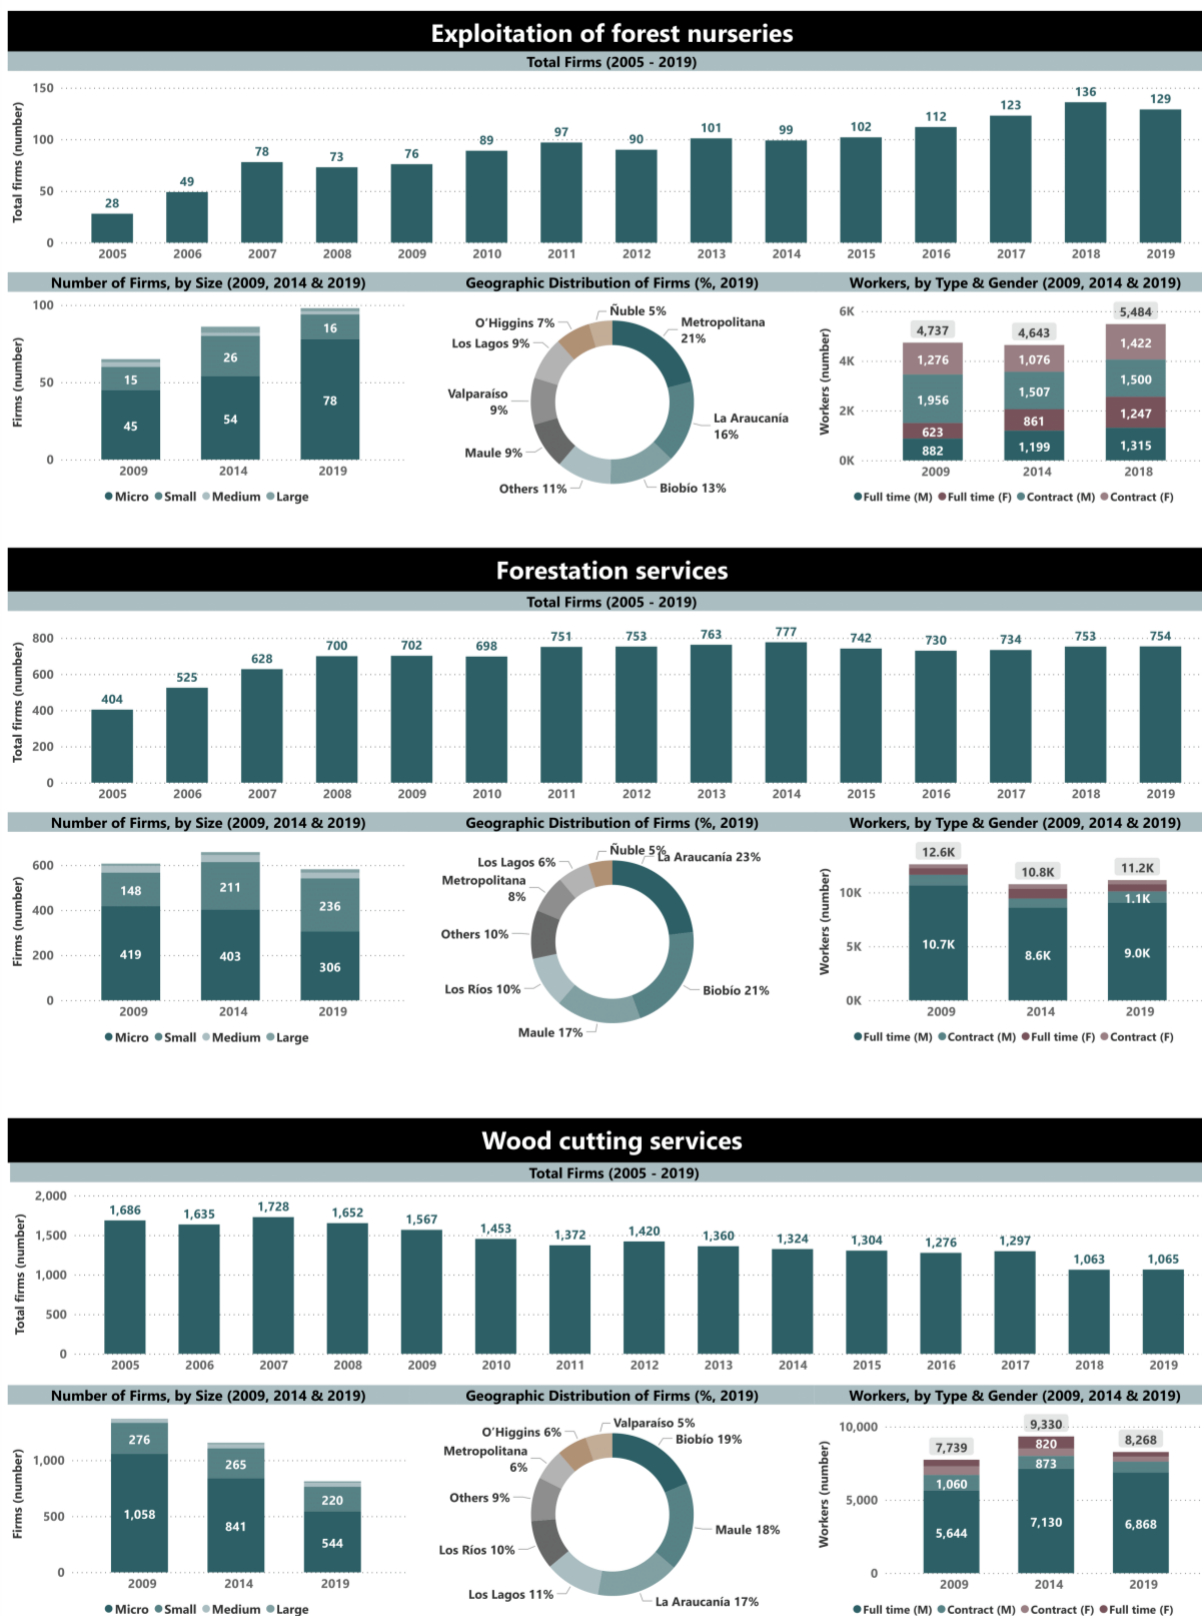 Exploitation of forest nurseries
Total Firms (2005 - 2019)
Total firms (number)
150
100
50
0
28
49
78
73
76
89
97
90
101
99
102
112
123
136
129
2005 2006 2007 2008 2009 2010 2011 2012 2013 2014 2015 2016 2017 2018 2019
Number of Firms, by Size (2009, 2014 & 2019)
Firms (number)
100
50
0
15
45
26
54
16
78
2009 2014 2019
Micro Small Medium Large
Geographic Distribution of Firms (%, 2019)
Ñuble 5%
O'Higgins 7%
Metropolitana
21%
Los Lagos 9%
Valparaíso
9%
La Araucanía
16%
Maule 9%
Others 11%
Biobío 13%
Workers, by Type & Gender (2009, 2014 & 2019)
Workers (number)
6K
4K
2K
0K
4,737
1,276
1,956
623
882
4,643
1,076
1,507
861
1,199
5,484
1,422
1,500
1,247
1,315
2009 2014 2018
Full time (M) Full time (F) Contract (M) Contract (F)
Forestation services
Total Firms (2005 - 2019)
Total firms (number)
800
600
400
200
0
404
525
628
700
702
698
751
753
763
777
742
730
734
753
754
2005 2006 2007 2008 2009 2010 2011 2012 2013 2014 2015 2016 2017 2018 2019
Number of Firms, by Size (2009, 2014 & 2019)
Firms (number)
600
400
200
0
148
419
211
403
236
306
2009 2014 2019
Micro Small Medium Large
Geographic Distribution of Firms (%, 2019)
Ñuble 5%
La Araucanía 23%
Los Lagos 6%
Metropolitana
8%
Others 10%
Los Ríos 10%
Biobío 21%
Maule 17%
Workers, by Type & Gender (2009, 2014 & 2019)
Workers (number)
10K
5K
0K
12.6K
10.7K
10.8K
8.6K
11.2K
1.1K
9.0K
2009 2014 2019
Full time (M) Contract (M) Full time (F) Contract (F)
Wood cutting services
Total Firms (2005 - 2019)
Total firms (number)
2,000
1,500
1,000
500
0
1,686
1,635
1,728
1,652
1,567
1,453
1,372
1,420
1,360
1,324
1,304
1,276
1,297
1,063
1,065
2005 2006 2007 2008 2009 2010 2011 2012 2013 2014 2015 2016 2017 2018 2019
Number of Firms, by Size (2009, 2014 & 2019)
Firms (number)
1,000
500
0
276
1,058
265
841
220
544
2009 2014 2019
Micro Small Medium Large
Geographic Distribution of Firms (%, 2019)
Valparaíso 5%
O'Higgins 6%
Biobío 19%
Metropolitana
6%
Others 9%
Maule 18%
Los Ríos 10%
Los Lagos 11%
La Araucanía 17%
Workers, by Type & Gender (2009, 2014 & 2019)
Workers (number)
10,000
5,000
0
7,739
1,060
5,644
9,330
820
873
7,130
8,268
6,868
2009 2014 2019
Full time (M) Contract (M) Contract (F) Full time (F)